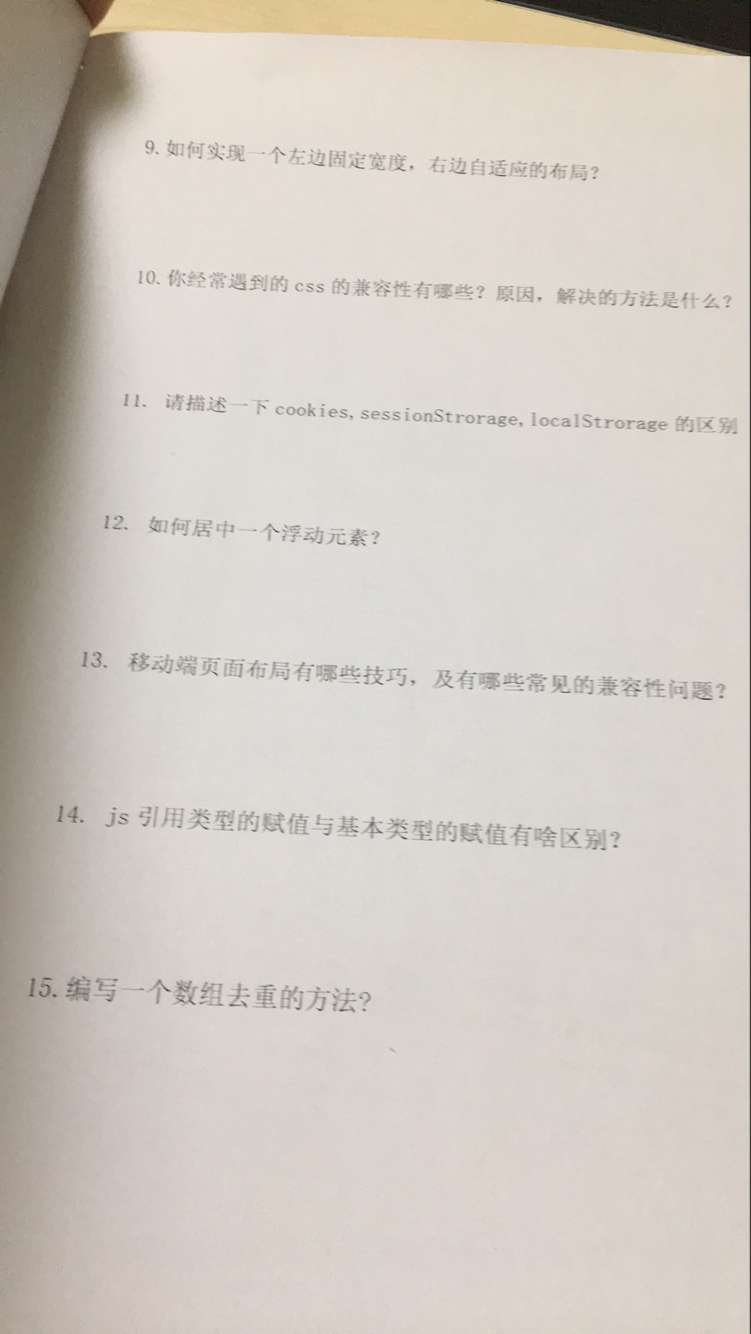 9.如何实现一个左边固定宽度，右边自适应的布局？
10.你经常遇到的 css 的兼容性有哪些？原因，解决的方法是什么？
11. 请描述一下 cookies,sessionStrorage,localStrorage 的区别
12. 如何居中一个浮动元素？
13. 移动端页面布局有哪些技巧，及有哪些常见的兼容性问题？
14. js 引用类型的赋值与基本类型的赋值有啥区别？
15.编写一个数组去重的方法？